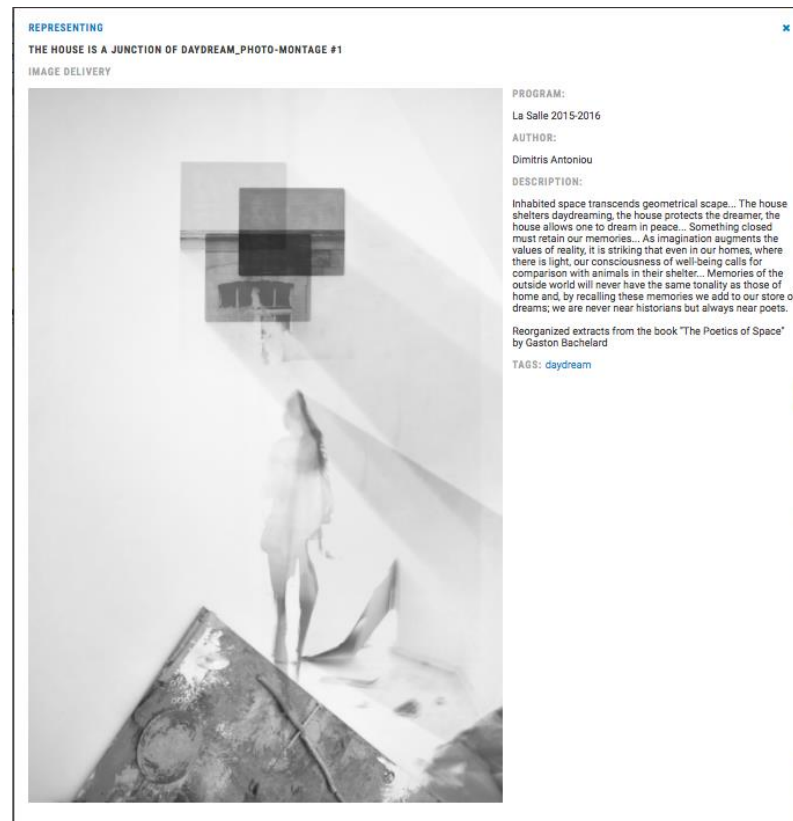 REPRESENTING
×
THE HOUSE IS A JUNCTION OF DAYDREAM_PHOTO-MONTAGE #1
IMAGE DELIVERY
PROGRAM:
La Salle 2015-2016
AUTHOR:
Dimitris Antoniou
DESCRIPTION:
Inhabited space transcends geometrical scape... The house
shelters daydreaming, the house protects the dreamer, the
house allows one to dream in peace... Something closed
must retain our memories... As imagination augments the
values of reality, it is striking that even in our homes, where
there is light, our consciousness of well-being calls for
comparison with animals in their shelter... Memories of the
outside world will never have the same tonality as those of
home and, by recalling these memories we add to our store o
dreams; we are never near historians but always near poets.
Reorganized extracts from the book "The Poetics of Space"
by Gaston Bachelard
TAGS: daydream